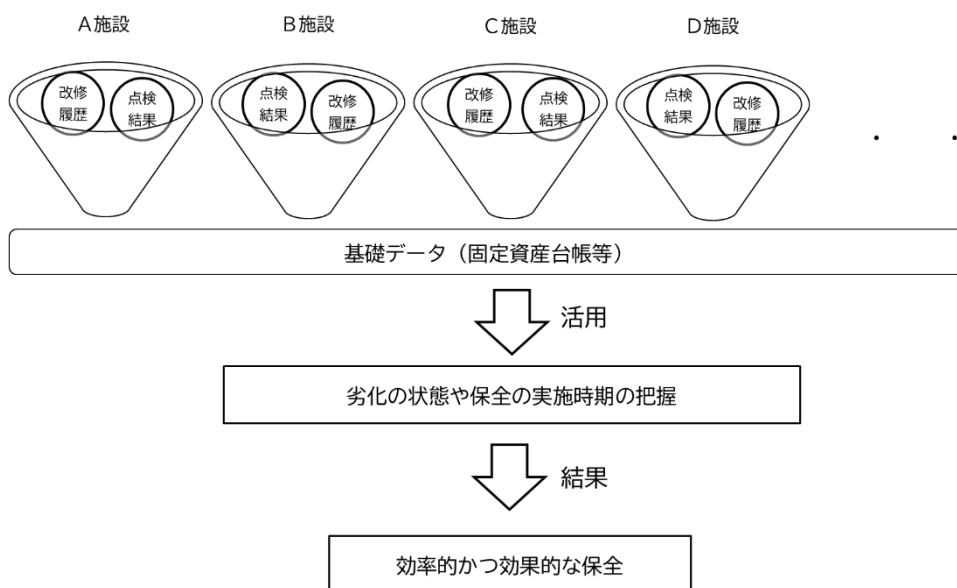 A施設
B施設
C施設
D施設
改修
履歴
点検
結果
点検
結果
改修
履歴
改修
履歴
点検
結果
点検
結果
改修
履歴
・ ・
基礎データ（固定資産台帳等）
活用
劣化の状態や保全の実施時期の把握
結果
効率的かつ効果的な保全